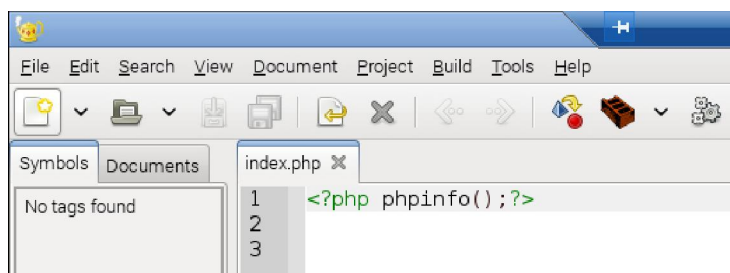 File Edit Search View Document Project Build Tools Help
Symbols Documents index.php
No tags found
1 <?php phpinfo();?>
2
3